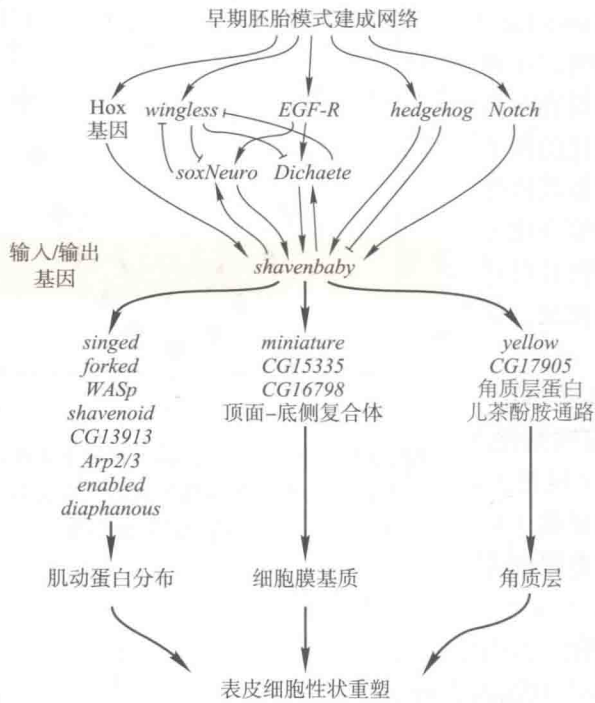 早期胚胎模式建成网络
Hox
基因
wingless
EGF-R
hedgehog
Notch
soxNeuro
Dichaete
输入/输出
基因
shavenbaby
singed
forked
WASp
shavenoid
CG13913
Arp2/3
enabled
diaphanous
miniature
CG15335
CG16798
顶面-底侧复合体
yellow
CG17905
角质层蛋白
儿茶酚胺通路
肌动蛋白分布
细胞膜基质
角质层
表皮细胞性状重塑